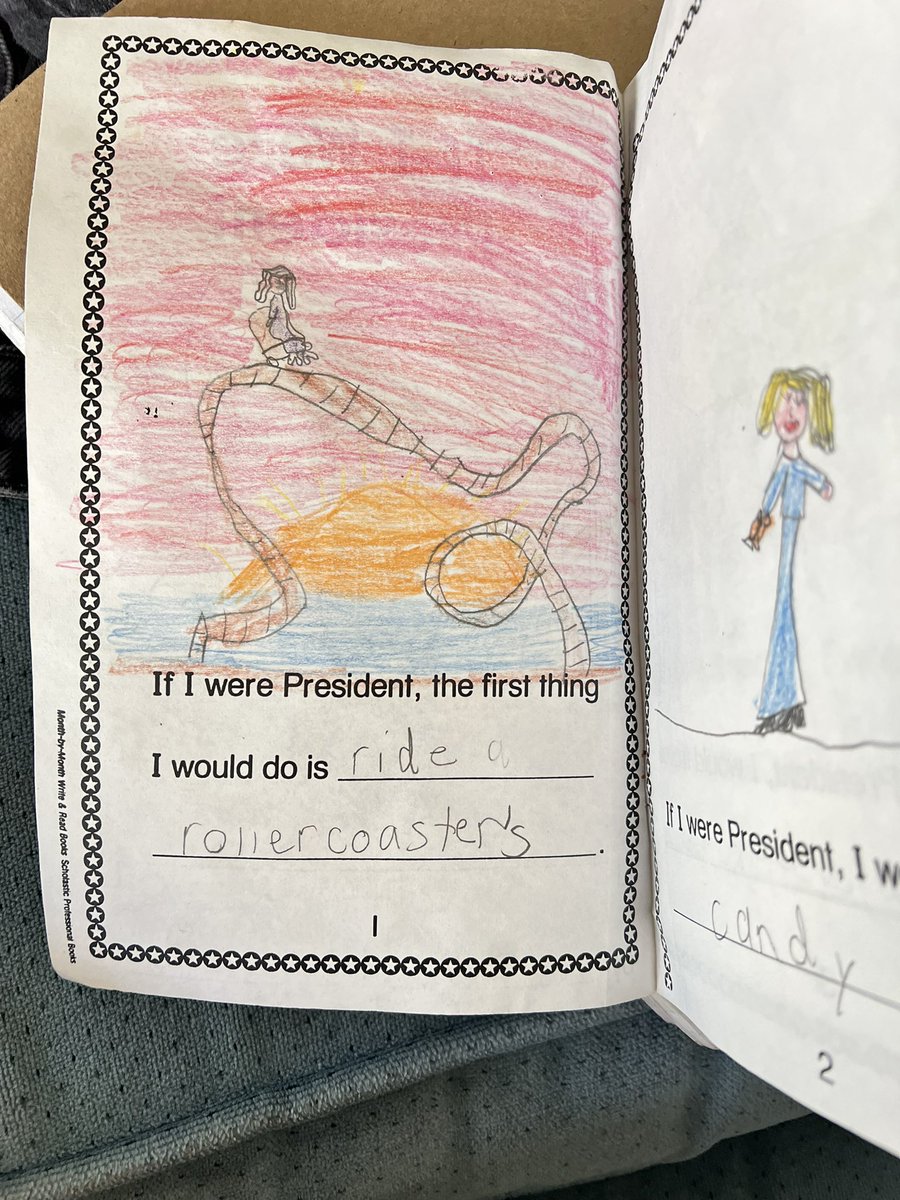 If I were President, the first thing
I would do is ride a
rollercoaster's.
1
Month-by-Month Write & Read Books Scholastic Professional Books
If I were President, I w
candy
2